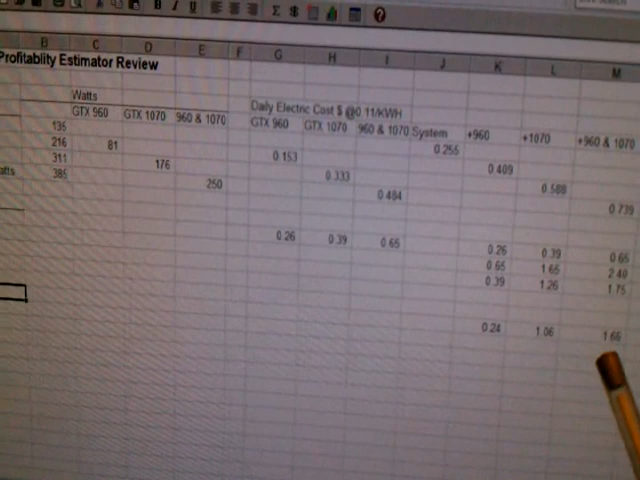 B C D E F G H I J K L M
Profitablity Estimator Review
Watts
Daily Electric Cost $ @0 11/KWH
GTX 960 GTX 1070 960 & 1070 GTX 960 GTX 1070 960 & 1070 System +960 +1070 +960 & 1070
135 0.255
216 81 0.153 0.409
311 176 0.333 0.588
atts 385 250 0.484 0.739
0.26 0.39 0.65 0.26 0.39 0.65
0.65 1.65 2.40
0.39 1.26 1.75
0.24 1.06 1.66